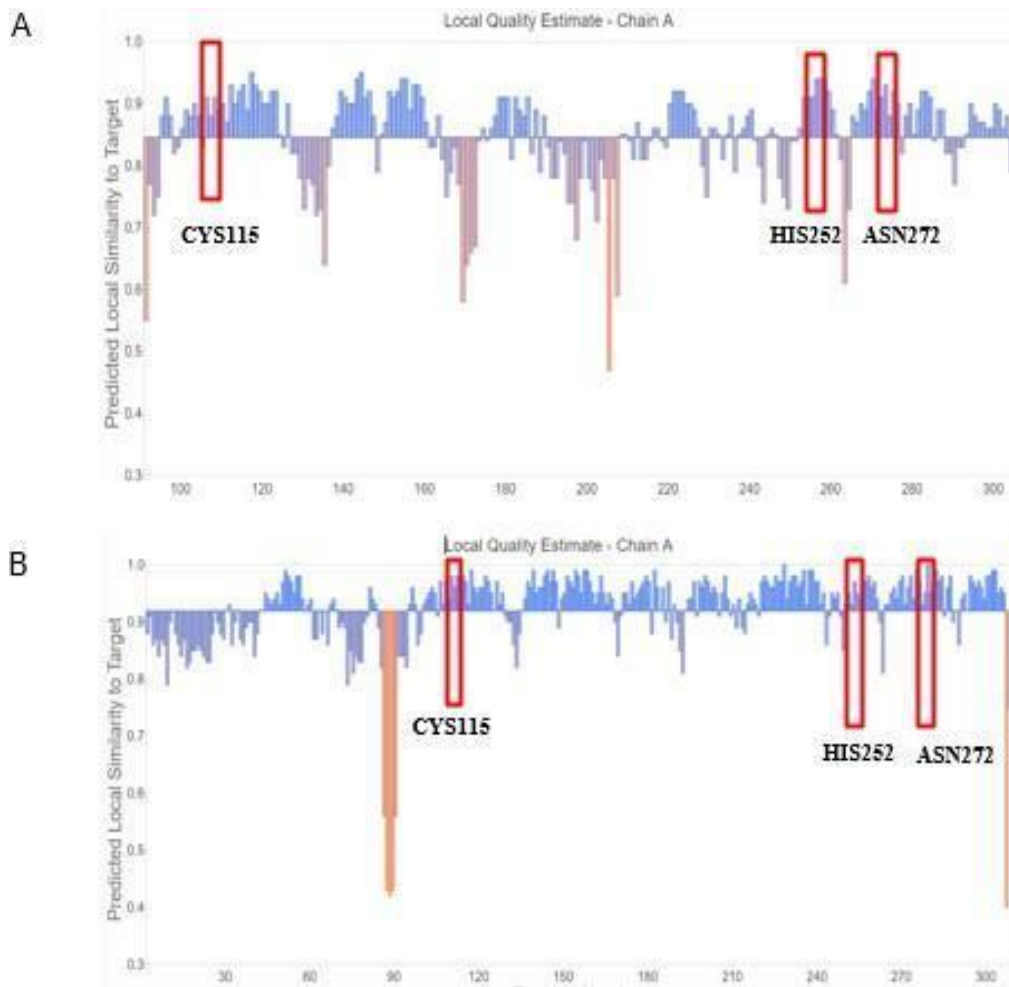 A
Local Quality Estimate - Chain A
Predicted Local Similarity to Target
1.0
0.9
0.8
0.7
0.6
0.5
0.4
0.3
CYS115
HIS252 ASN272
100 120 140 160 180 200 220 240 260 280 300
B
Local Quality Estimate - Chain A
Predicted Local Similarity to Target
1.0
0.9
0.8
0.7
0.6
0.5
0.4
0.3
CYS115
HIS252 ASN272
30 60 90 120 150 180 210 240 270 300